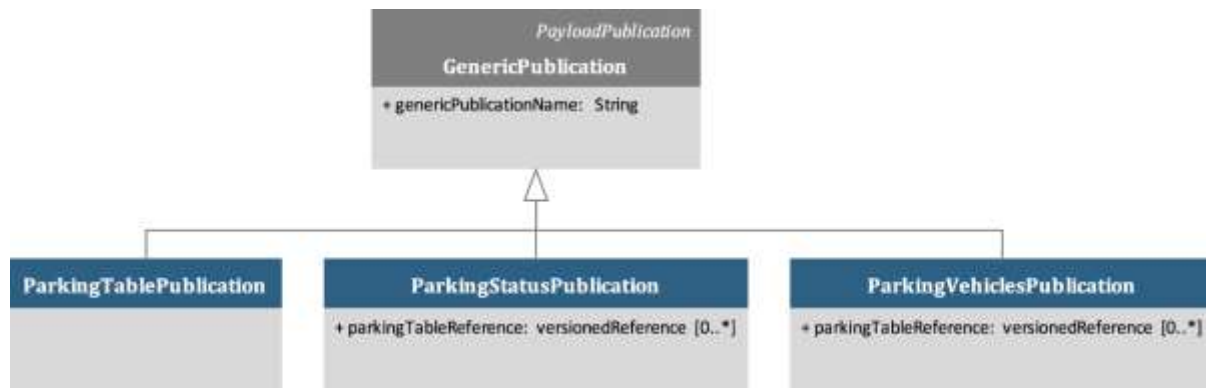 PayloadPublication
GenericPublication
+ genericPublicationName: String
ParkingTablePublication
ParkingStatusPublication
+ parkingTableReference: versionedReference [0..*]
ParkingVehiclesPublication
+ parkingTableReference: versionedReference [0..*]